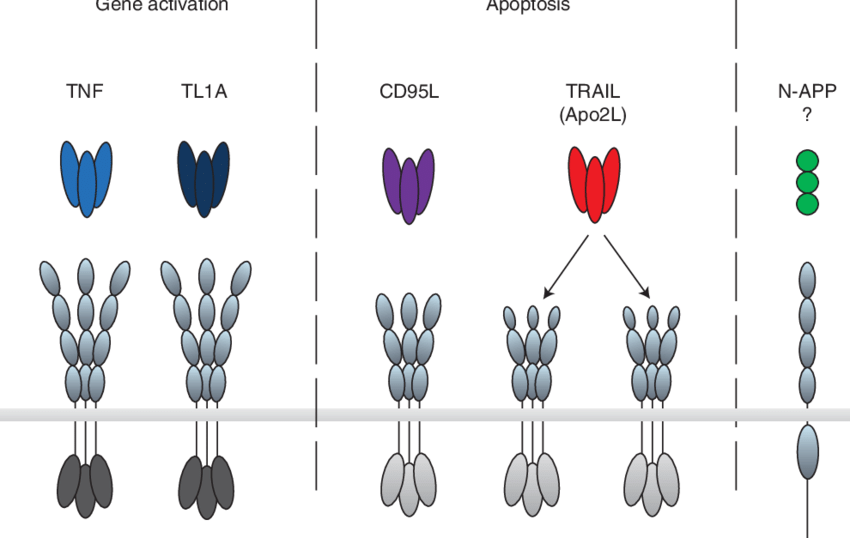 Gene activation
Apoptosis
TNF
TL1A
CD95L
TRAIL
(Apo2L)
N-APP
?